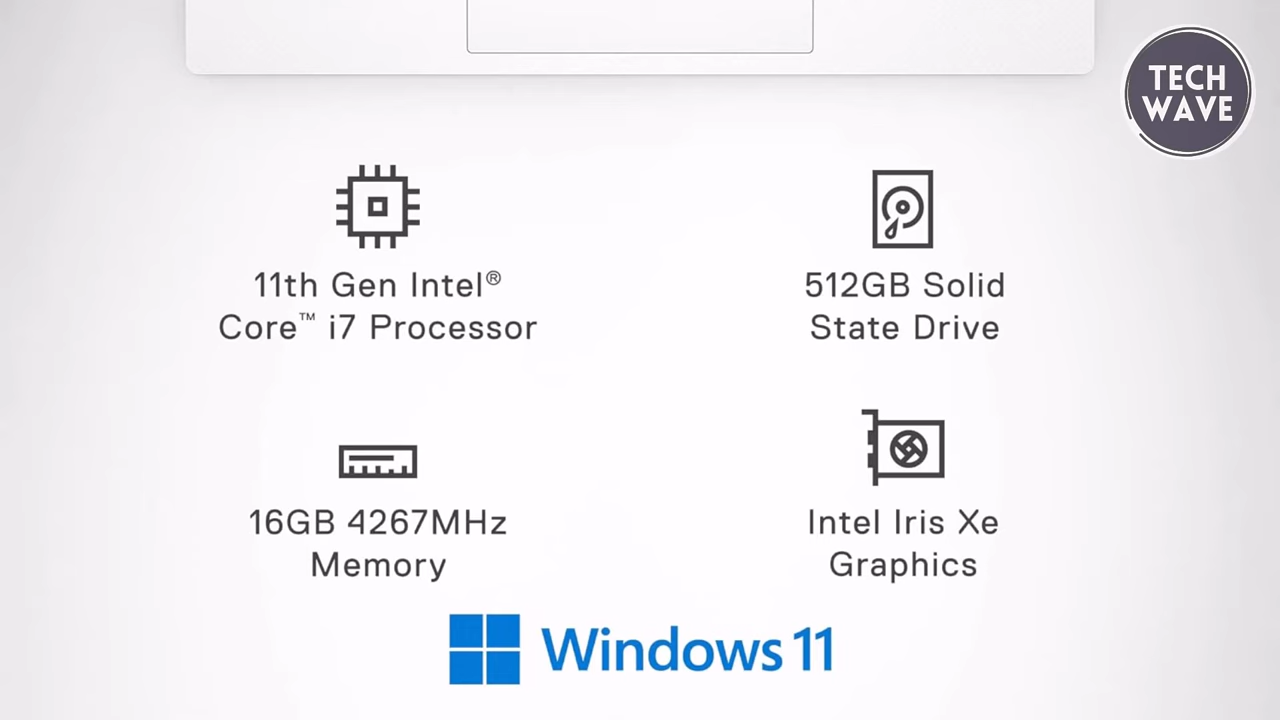 TECH
WAVE
11th Gen Intel®
Core™ i7 Processor
512GB Solid
State Drive
16GB 4267MHz
Memory
Intel Iris Xe
Graphics
Windows 11